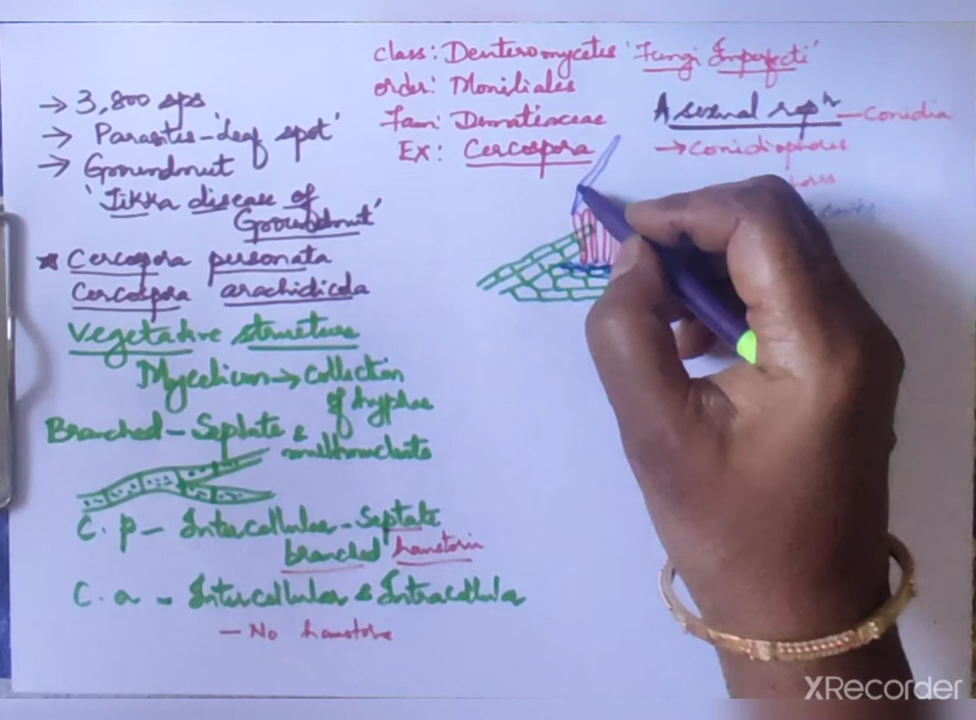 class: Deuteromycetes 'Fungi Imperfecti'
order: Moniliales
Fam: Dematiaceae
Ex: Cercospora
→ 3,800 sps
→ Parasites - 'leaf spot'
→ Groundnut
'Tikka disease of
Groundnut'
* Cercospora personata
Cercospora arachidicola
Vegetative structure
Mycelium → collection
of hyphae
Branched - Septate &
multinucleate
C. p - Intercellular - Septate
branched haustoria
C. a - Intercellular & Intracellular
- No haustoria
Asexual repn - Conidia
→ Conidiophores
XRecorder